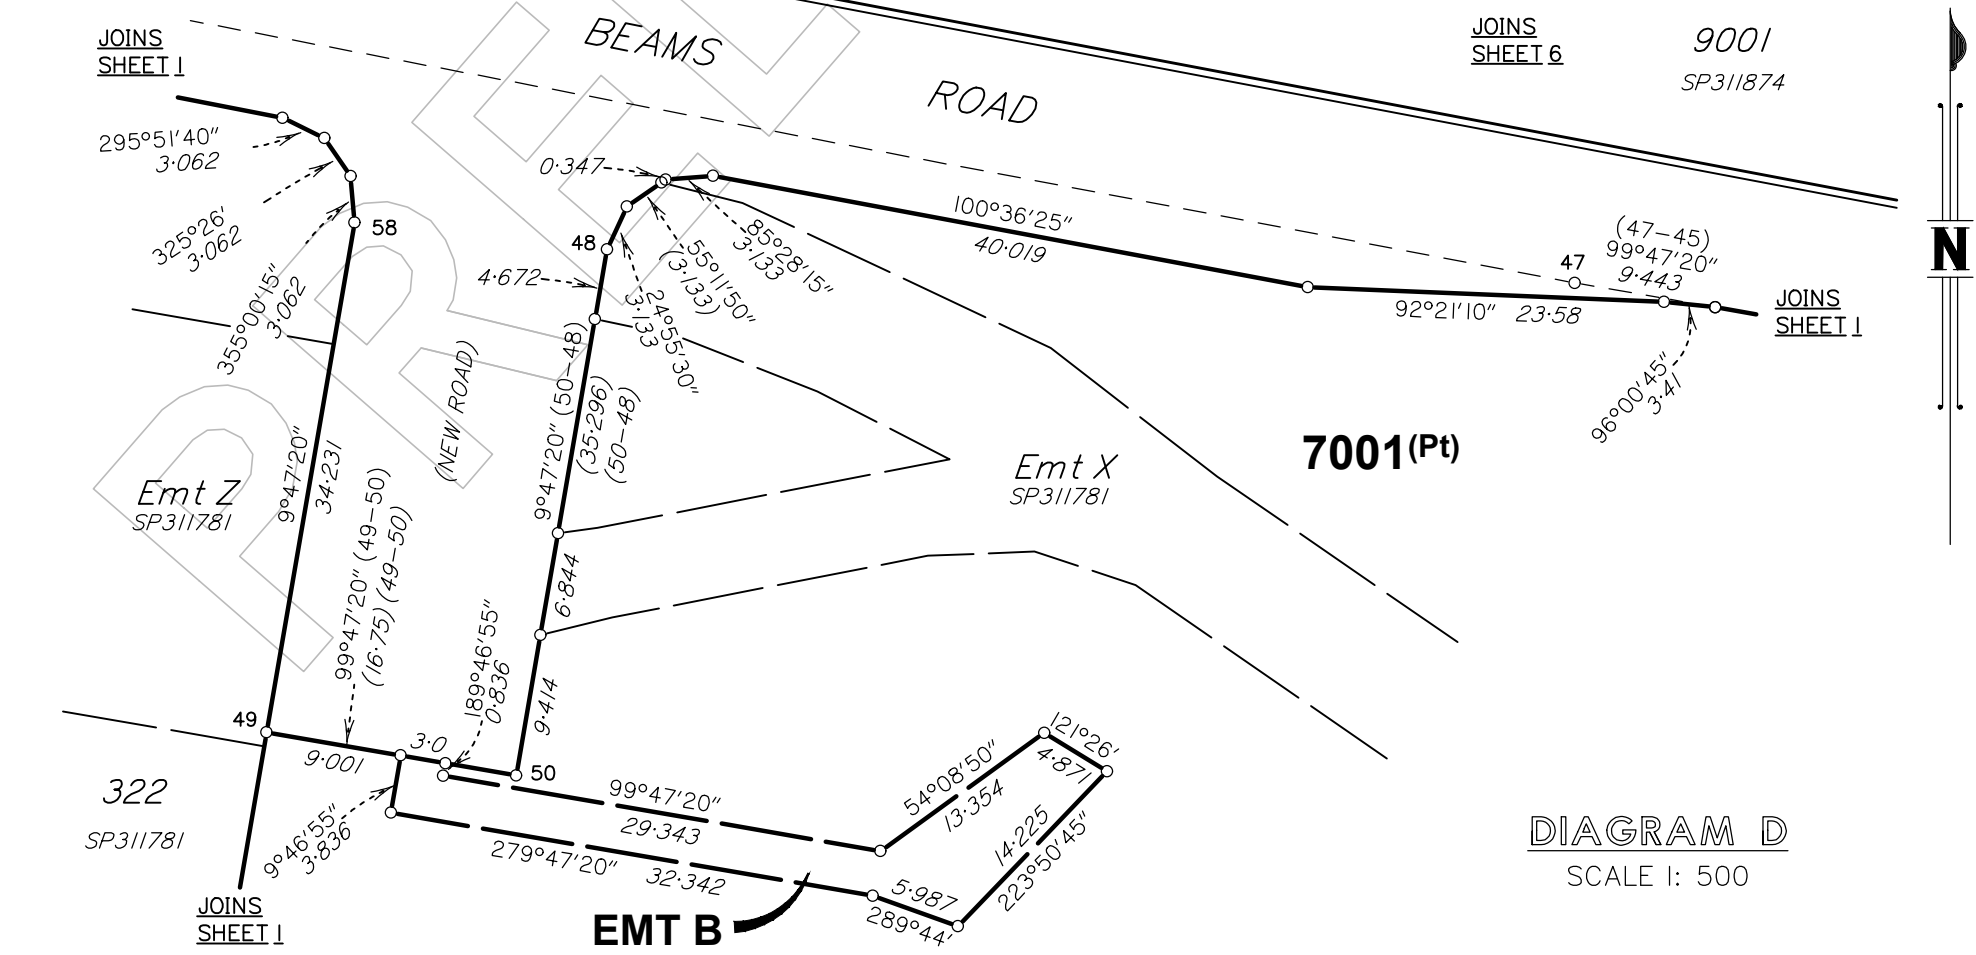 JOINS
SHEET 1
BEAMS
ROAD
JOINS
SHEET 6
9001
SP311874
PREL
295°51'40"
3·062
325°26'
3·062
355°00'15"
3·062
58
0·347
48
4·672
85°28'15"
3·133
55°11'50"
(3·133)
24°55'30"
3·133
100°36'25"
40·019
47
(47-45)
99°47'20"
9·443
92°21'10" 23·58
96°00'45"
3·41
JOINS
SHEET 1
N
(NEW ROAD)
9°47'20" (50-48)
(35·296)
(50-48)
7001(Pt)
Emt X
SP311781
Emt Z
SP311781
9°47'20"
34·231
99°47'20" (49-50)
(16·75) (49-50)
6·844
9·414
189°46'55"
0·836
49
9·001
3·0
50
322
SP311781
9°46'55"
3·836
99°47'20"
29·343
279°47'20"
32·342
54°08'50"
13·354
121°26'
4·871
14·225
223°50'45"
5·987
289°44'
EMT B
JOINS
SHEET 1
DIAGRAM D
SCALE 1: 500